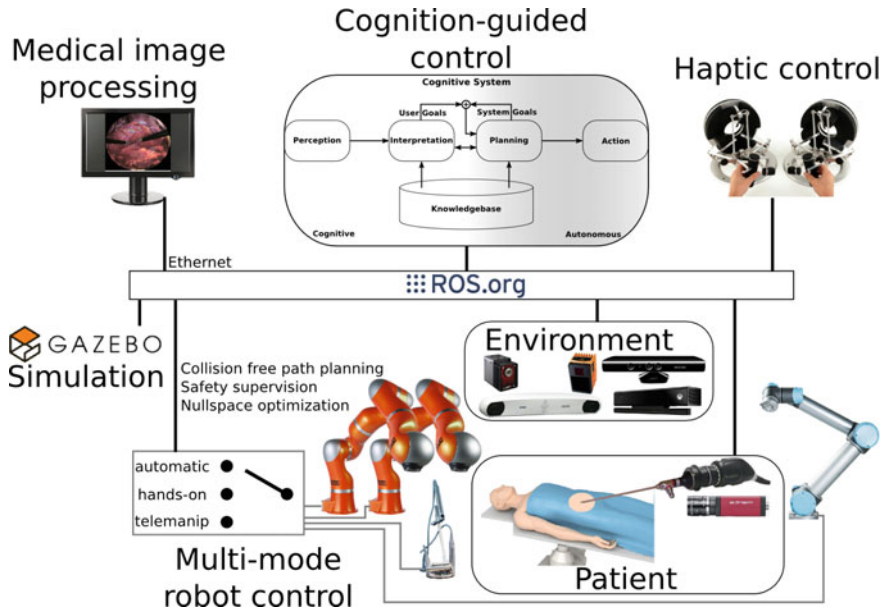 Medical image
processing
Cognition-guided
control
Haptic control
Cognitive System
User Goals
System Goals
Perception
Interpretation
Planning
Action
Knowledgebase
Cognitive
Autonomous
Ethernet
ROS.org
GAZEBO
Simulation
Environment
Collision free path planning
Safety supervision
Nullspace optimization
automatic
hands-on
telemanip
Multi-mode
robot control
Patient